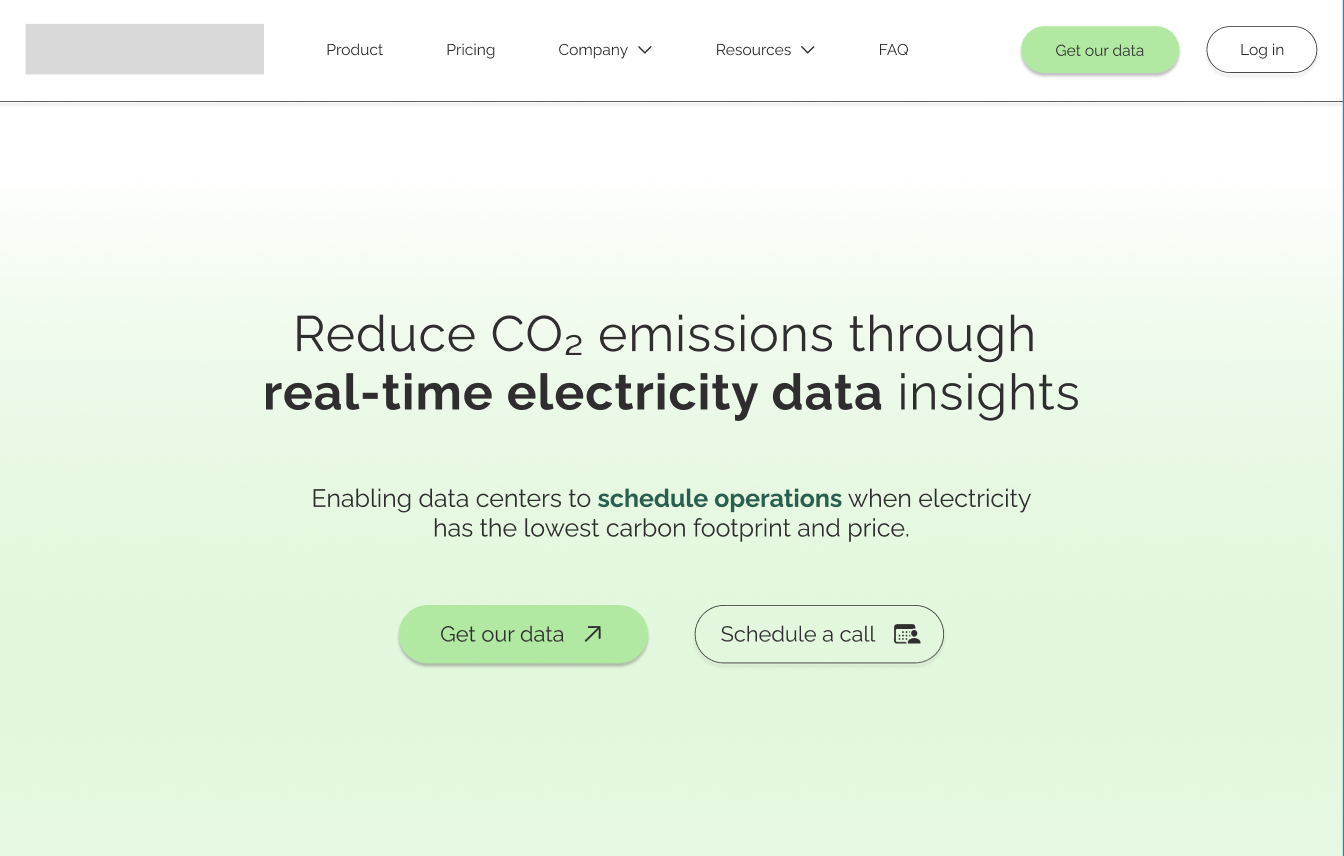 Product Pricing Company Resources FAQ Get our data Log in
Reduce CO₂ emissions through
real-time electricity data insights
Enabling data centers to schedule operations when electricity
has the lowest carbon footprint and price.
Get our data Schedule a call